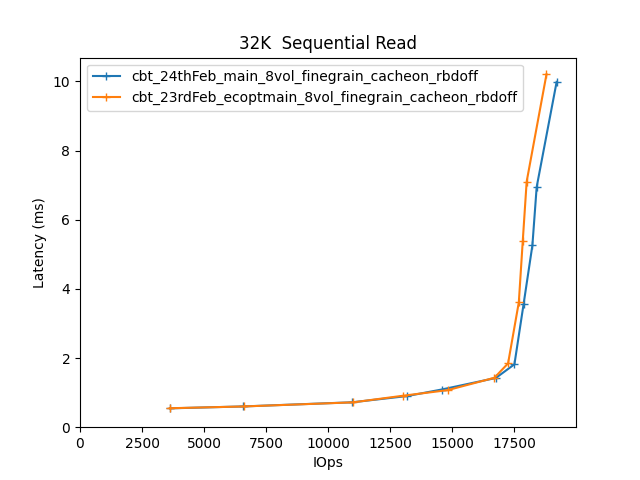 32K  Sequential Read
cbt_24thFeb_main_8vol_finegrain_cacheon_rbdoff
cbt_23rdFeb_ecoptmain_8vol_finegrain_cacheon_rbdoff
Latency (ms)
10
8
6
4
2
0
0 2500 5000 7500 10000 12500 15000 17500
IOps